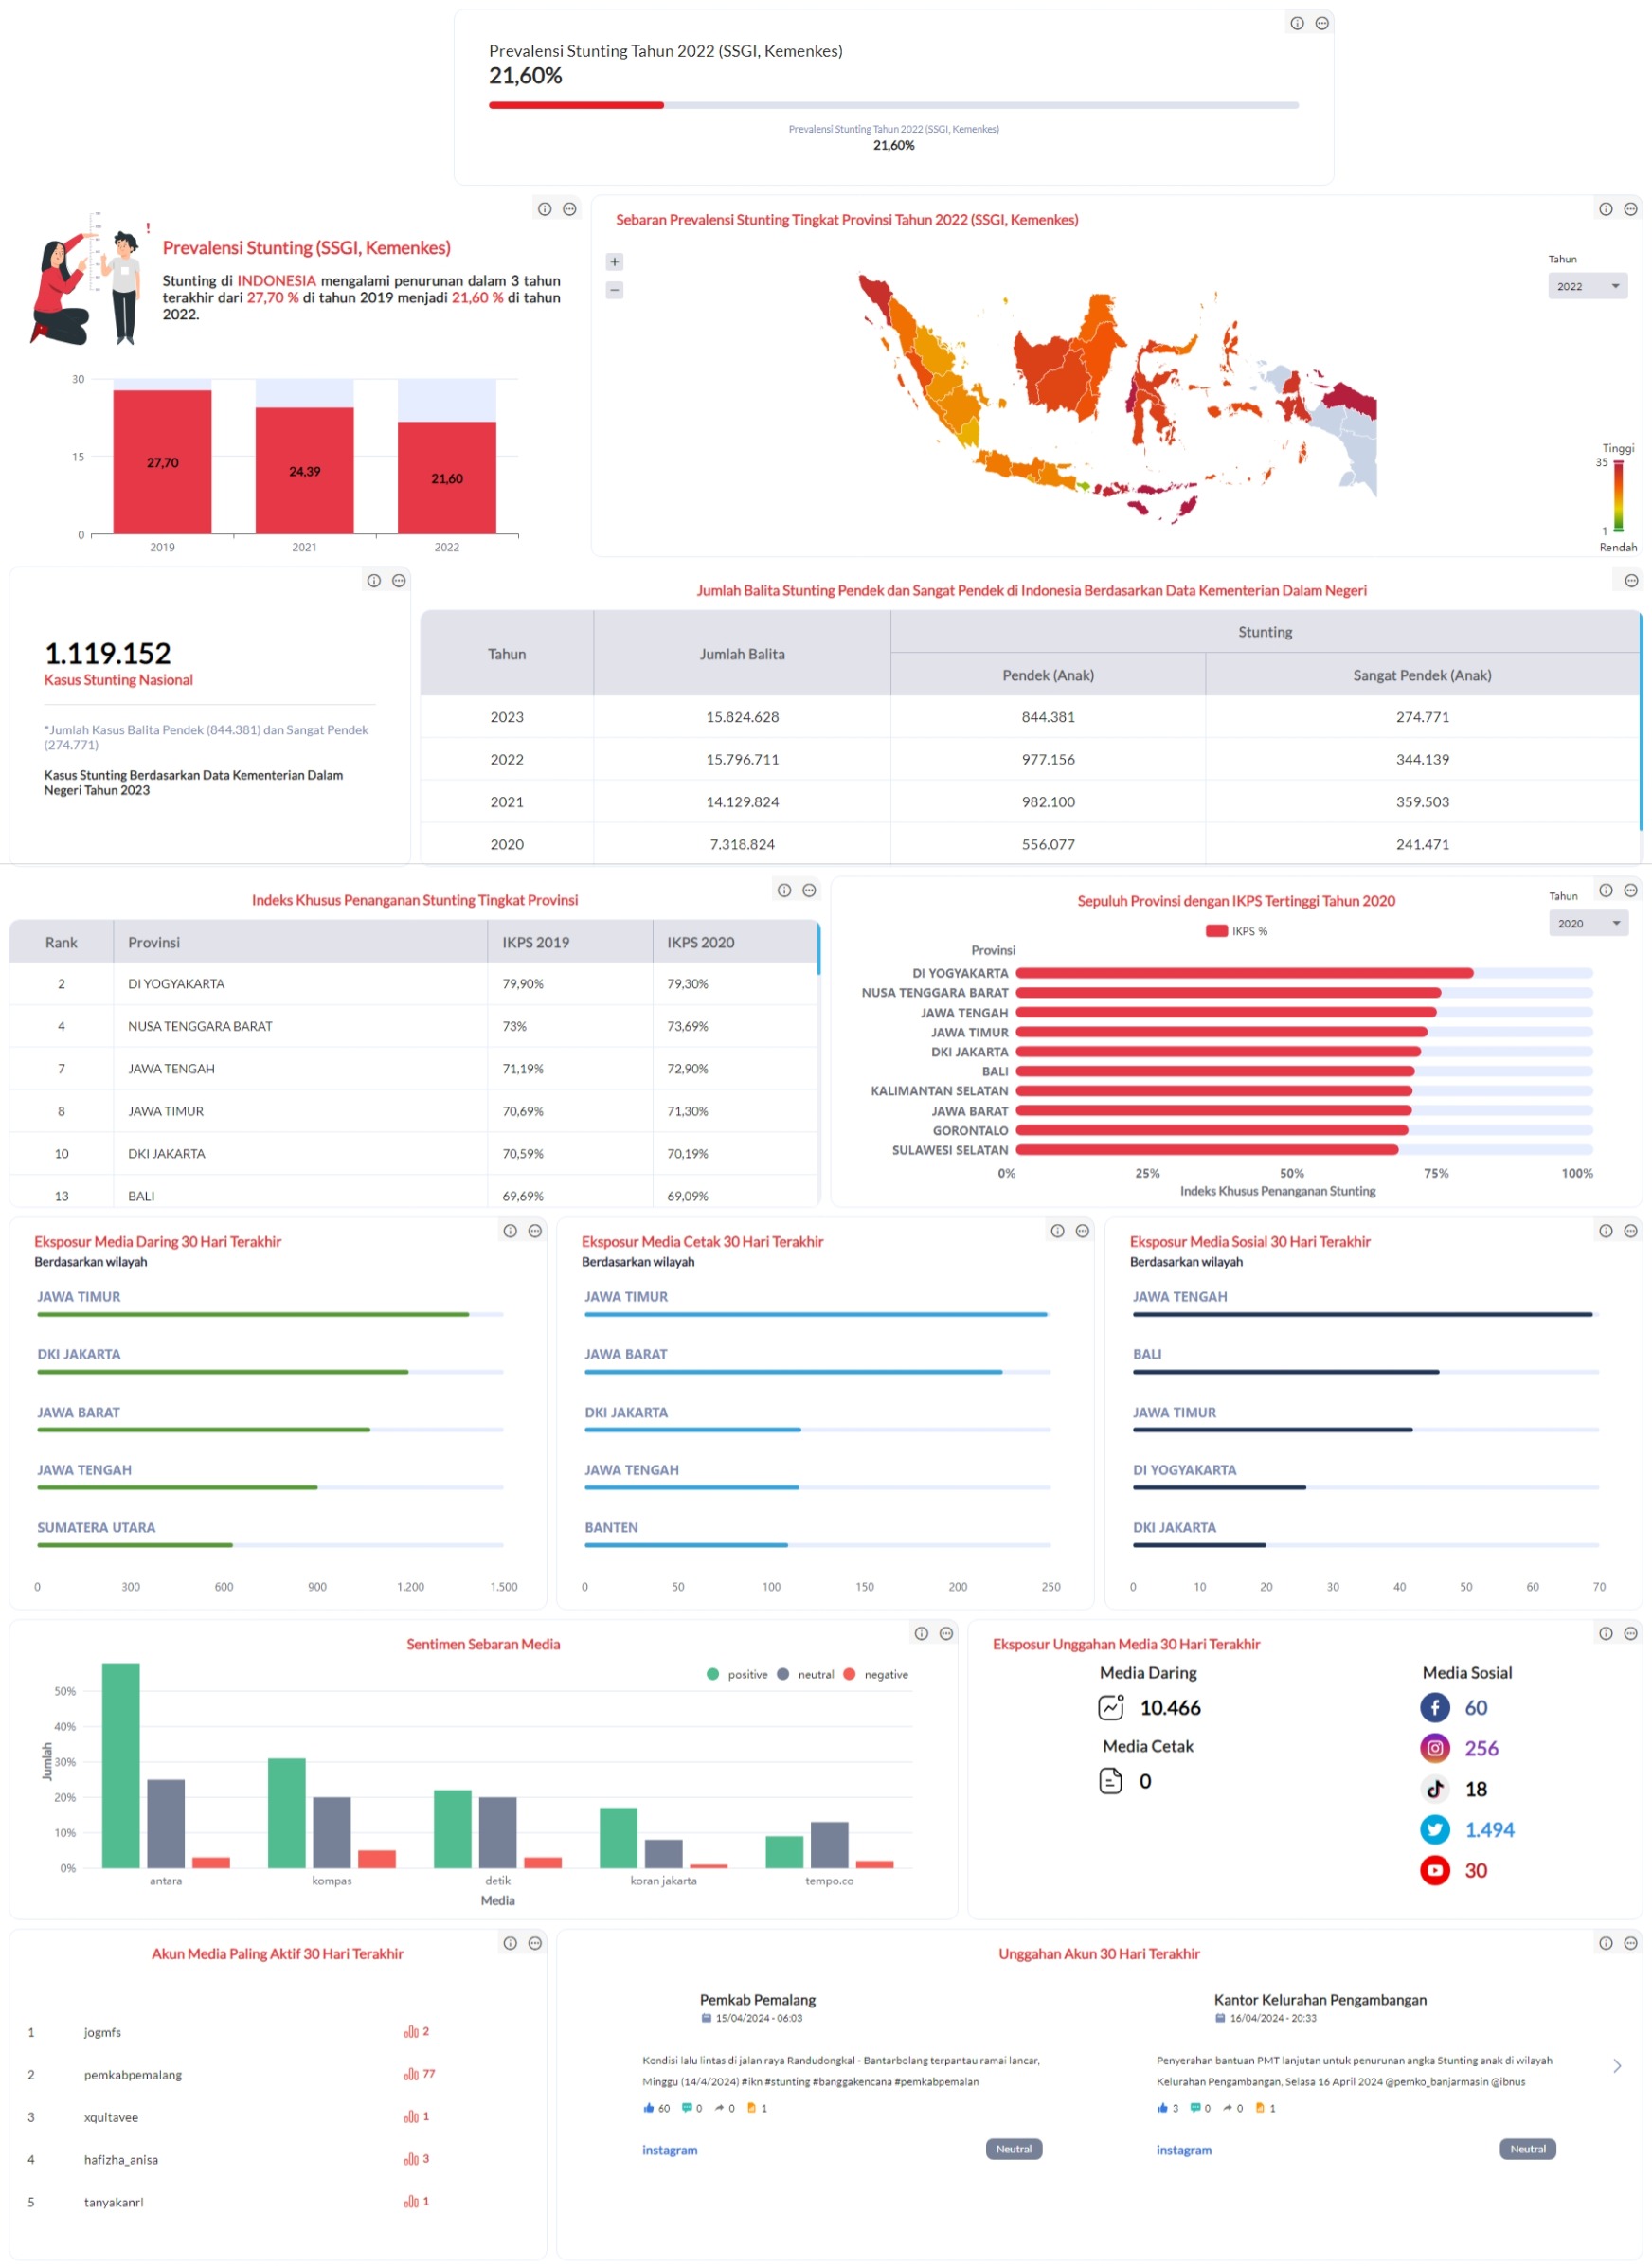 Prevalensi Stunting Tahun 2022 (SSGI, Kemenkes)
21,60%
Prevalensi Stunting Tahun 2022 (SSGI, Kemenkes)
21,60%
!
Prevalensi Stunting (SSGI, Kemenkes)
Stunting di INDONESIA mengalami penurunan dalam 3 tahun
terakhir dari 27,70 % di tahun 2019 menjadi 21,60 % di tahun
2022.
30
15
0
27,70
24,39
21,60
2019
2021
2022
Sebaran Prevalensi Stunting Tingkat Provinsi Tahun 2022 (SSGI, Kemenkes)
+
−
Tahun
2022
Tinggi
35
1
Rendah
1.119.152
Kasus Stunting Nasional
*Jumlah Kasus Balita Pendek (844.381) dan Sangat Pendek
(274.771)
Kasus Stunting Berdasarkan Data Kementerian Dalam
Negeri Tahun 2023
Jumlah Balita Stunting Pendek dan Sangat Pendek di Indonesia Berdasarkan Data Kementerian Dalam Negeri
Tahun Jumlah Balita Stunting
Pendek (Anak) Sangat Pendek (Anak)
2023 15.824.628 844.381 274.771
2022 15.796.711 977.156 344.139
2021 14.129.824 982.100 359.503
2020 7.318.824 556.077 241.471
Indeks Khusus Penanganan Stunting Tingkat Provinsi
Rank Provinsi IKPS 2019 IKPS 2020
2 DI YOGYAKARTA 79,90% 79,30%
4 NUSA TENGGARA BARAT 73% 73,69%
7 JAWA TENGAH 71,19% 72,90%
8 JAWA TIMUR 70,69% 71,30%
10 DKI JAKARTA 70,59% 70,19%
13 BALI 69,69% 69,09%
Sepuluh Provinsi dengan IKPS Tertinggi Tahun 2020
Tahun
2020
IKPS %
Provinsi
DI YOGYAKARTA
NUSA TENGGARA BARAT
JAWA TENGAH
JAWA TIMUR
DKI JAKARTA
BALI
KALIMANTAN SELATAN
JAWA BARAT
GORONTALO
SULAWESI SELATAN
0% 25% 50% 75% 100%
Indeks Khusus Penanganan Stunting
Eksposur Media Daring 30 Hari Terakhir
Berdasarkan wilayah
JAWA TIMUR
DKI JAKARTA
JAWA BARAT
JAWA TENGAH
SUMATERA UTARA
0 300 600 900 1.200 1.500
Eksposur Media Cetak 30 Hari Terakhir
Berdasarkan wilayah
JAWA TIMUR
JAWA BARAT
DKI JAKARTA
JAWA TENGAH
BANTEN
0 50 100 150 200 250
Eksposur Media Sosial 30 Hari Terakhir
Berdasarkan wilayah
JAWA TENGAH
BALI
JAWA TIMUR
DI YOGYAKARTA
DKI JAKARTA
0 10 20 30 40 50 60 70
Sentimen Sebaran Media
positive neutral negative
Jumlah
50%
40%
30%
20%
10%
0%
antara kompas detik koran jakarta tempo.co
Media
Eksposur Unggahan Media 30 Hari Terakhir
Media Daring
10.466
Media Cetak
0
Media Sosial
60
256
18
1.494
30
Akun Media Paling Aktif 30 Hari Terakhir
1 jogmfs 2
2 pemkabpemalang 77
3 xquitavee 1
4 hafizha_anisa 3
5 tanyakanrl 1
Unggahan Akun 30 Hari Terakhir
Pemkab Pemalang
15/04/2024 - 06:03
Kondisi lalu lintas di jalan raya Randudongkal - Bantarbolang terpantau ramai lancar,
Minggu (14/4/2024) #ikn #stunting #banggakencana #pemkabpemalan
60 0 0 1
instagram Neutral
Kantor Kelurahan Pengambangan
16/04/2024 - 20:33
Penyerahan bantuan PMT lanjutan untuk penurunan angka Stunting anak di wilayah
Kelurahan Pengambangan, Selasa 16 April 2024 @pemko_banjarmasin @ibnus
3 0 0 1
instagram Neutral